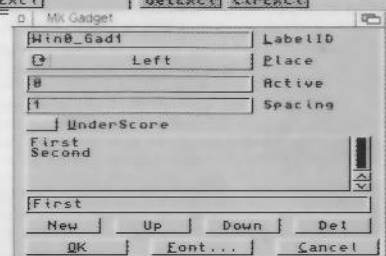 MX Gadget
Win0_Gad1 LabelID
Left Place
0 Active
1 Spacing
UnderScore
First
Second
First
New Up Down Del
OK Font... Cancel